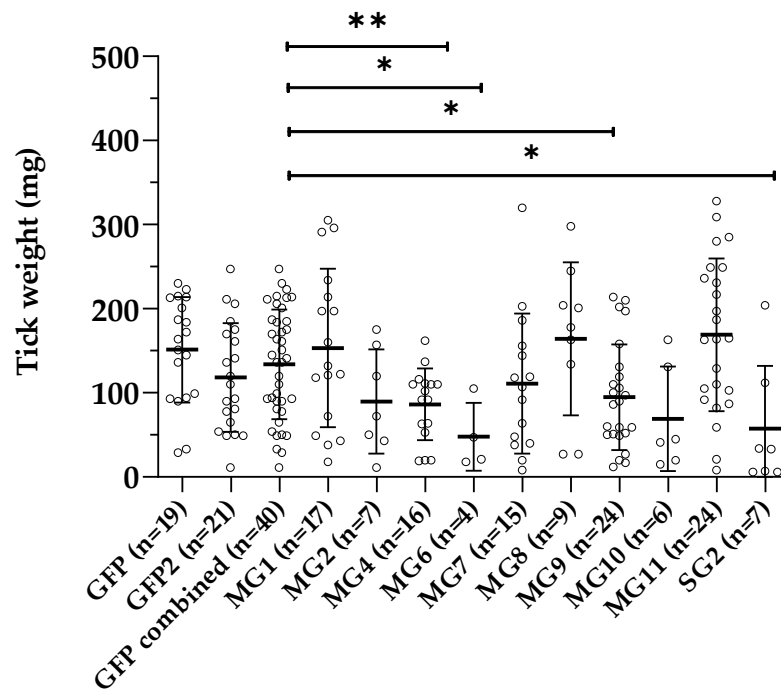 **
*
*
*
500
400
300
200
100
0
Tick weight (mg)
GFP (n=19)
GFP2 (n=21)
GFP combined (n=40)
MG1 (n=17)
MG2 (n=7)
MG4 (n=16)
MG6 (n=4)
MG7 (n=15)
MG8 (n=9)
MG9 (n=24)
MG10 (n=6)
MG11 (n=24)
SG2 (n=7)